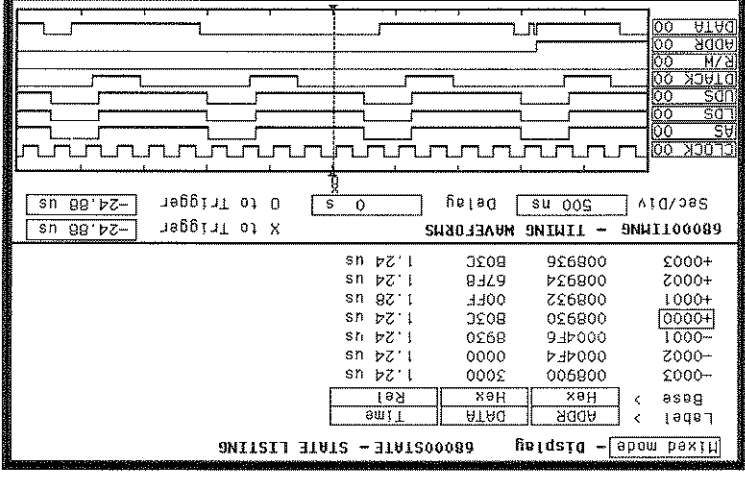 Mixed mode - Display 68000STATE - STATE LISTING
Label > ADDR DATA Time
Base > Hex Hex Rel
-0003 008900 3000 1.24 us
-0002 0004F4 0000 1.24 us
-0001 0004F6 8930 1.24 us
+0000 008930 B03C 1.24 us
+0001 008932 00FF 1.28 us
+0002 008934 67F8 1.24 us
+0003 008936 B03C 1.24 us
68000TIMNG - TIMING WAVEFORMS X to Trigger -24.88 us
Sec/Div 500 ns Delay 0 s O to Trigger -24.88 us
X
O
CLOCK 00
AS 00
LDS 00
UDS 00
DTACK 00
R/W 00
ADDR 00
DATA 00